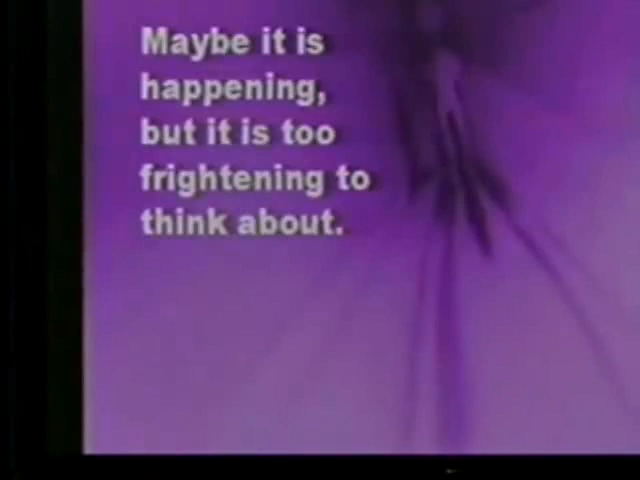 Maybe it is
happening,
but it is too
frightening to
think about.